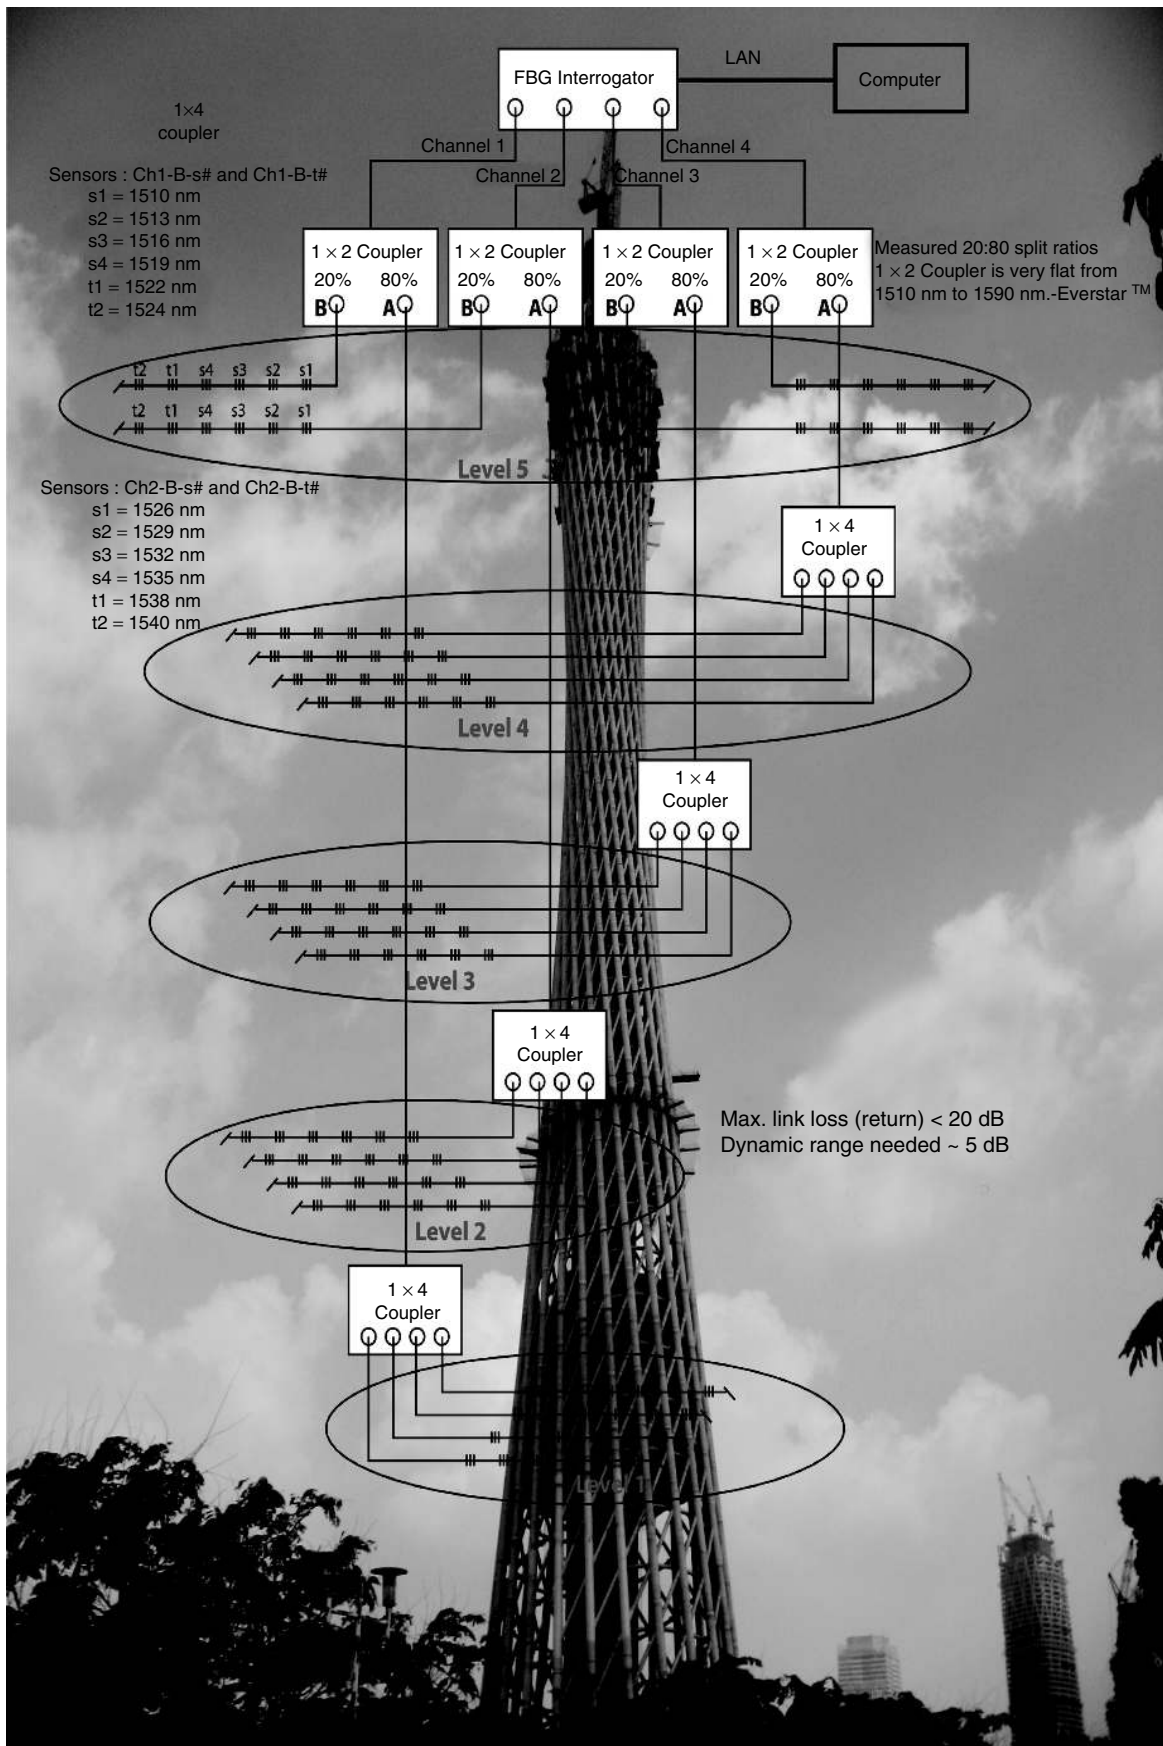 FBG Interrogator
LAN
Computer
1×4
coupler
Channel 1
Channel 2
Channel 3
Channel 4
Sensors : Ch1-B-s# and Ch1-B-t#
s1 = 1510 nm
s2 = 1513 nm
s3 = 1516 nm
s4 = 1519 nm
t1 = 1522 nm
t2 = 1524 nm
1 × 2 Coupler
20% 80%
B A
1 × 2 Coupler
20% 80%
B A
1 × 2 Coupler
20% 80%
B A
1 × 2 Coupler
20% 80%
B A
Measured 20:80 split ratios
1 × 2 Coupler is very flat from
1510 nm to 1590 nm.-Everstar TM
t2 t1 s4 s3 s2 s1
t2 t1 s4 s3 s2 s1
Level 5
Sensors : Ch2-B-s# and Ch2-B-t#
s1 = 1526 nm
s2 = 1529 nm
s3 = 1532 nm
s4 = 1535 nm
t1 = 1538 nm
t2 = 1540 nm
1 × 4
Coupler
Level 4
1 × 4
Coupler
Level 3
1 × 4
Coupler
Max. link loss (return) < 20 dB
Dynamic range needed ~ 5 dB
Level 2
1 × 4
Coupler
Level 1